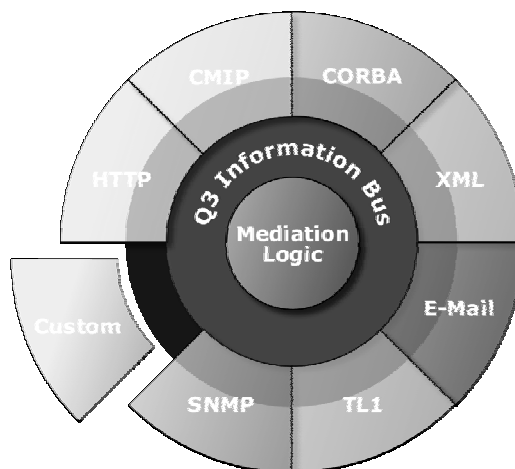 CMIP
CORBA
HTTP
XML
Q3 Information Bus
Mediation
Logic
Custom
E-Mail
SNMP
TL1